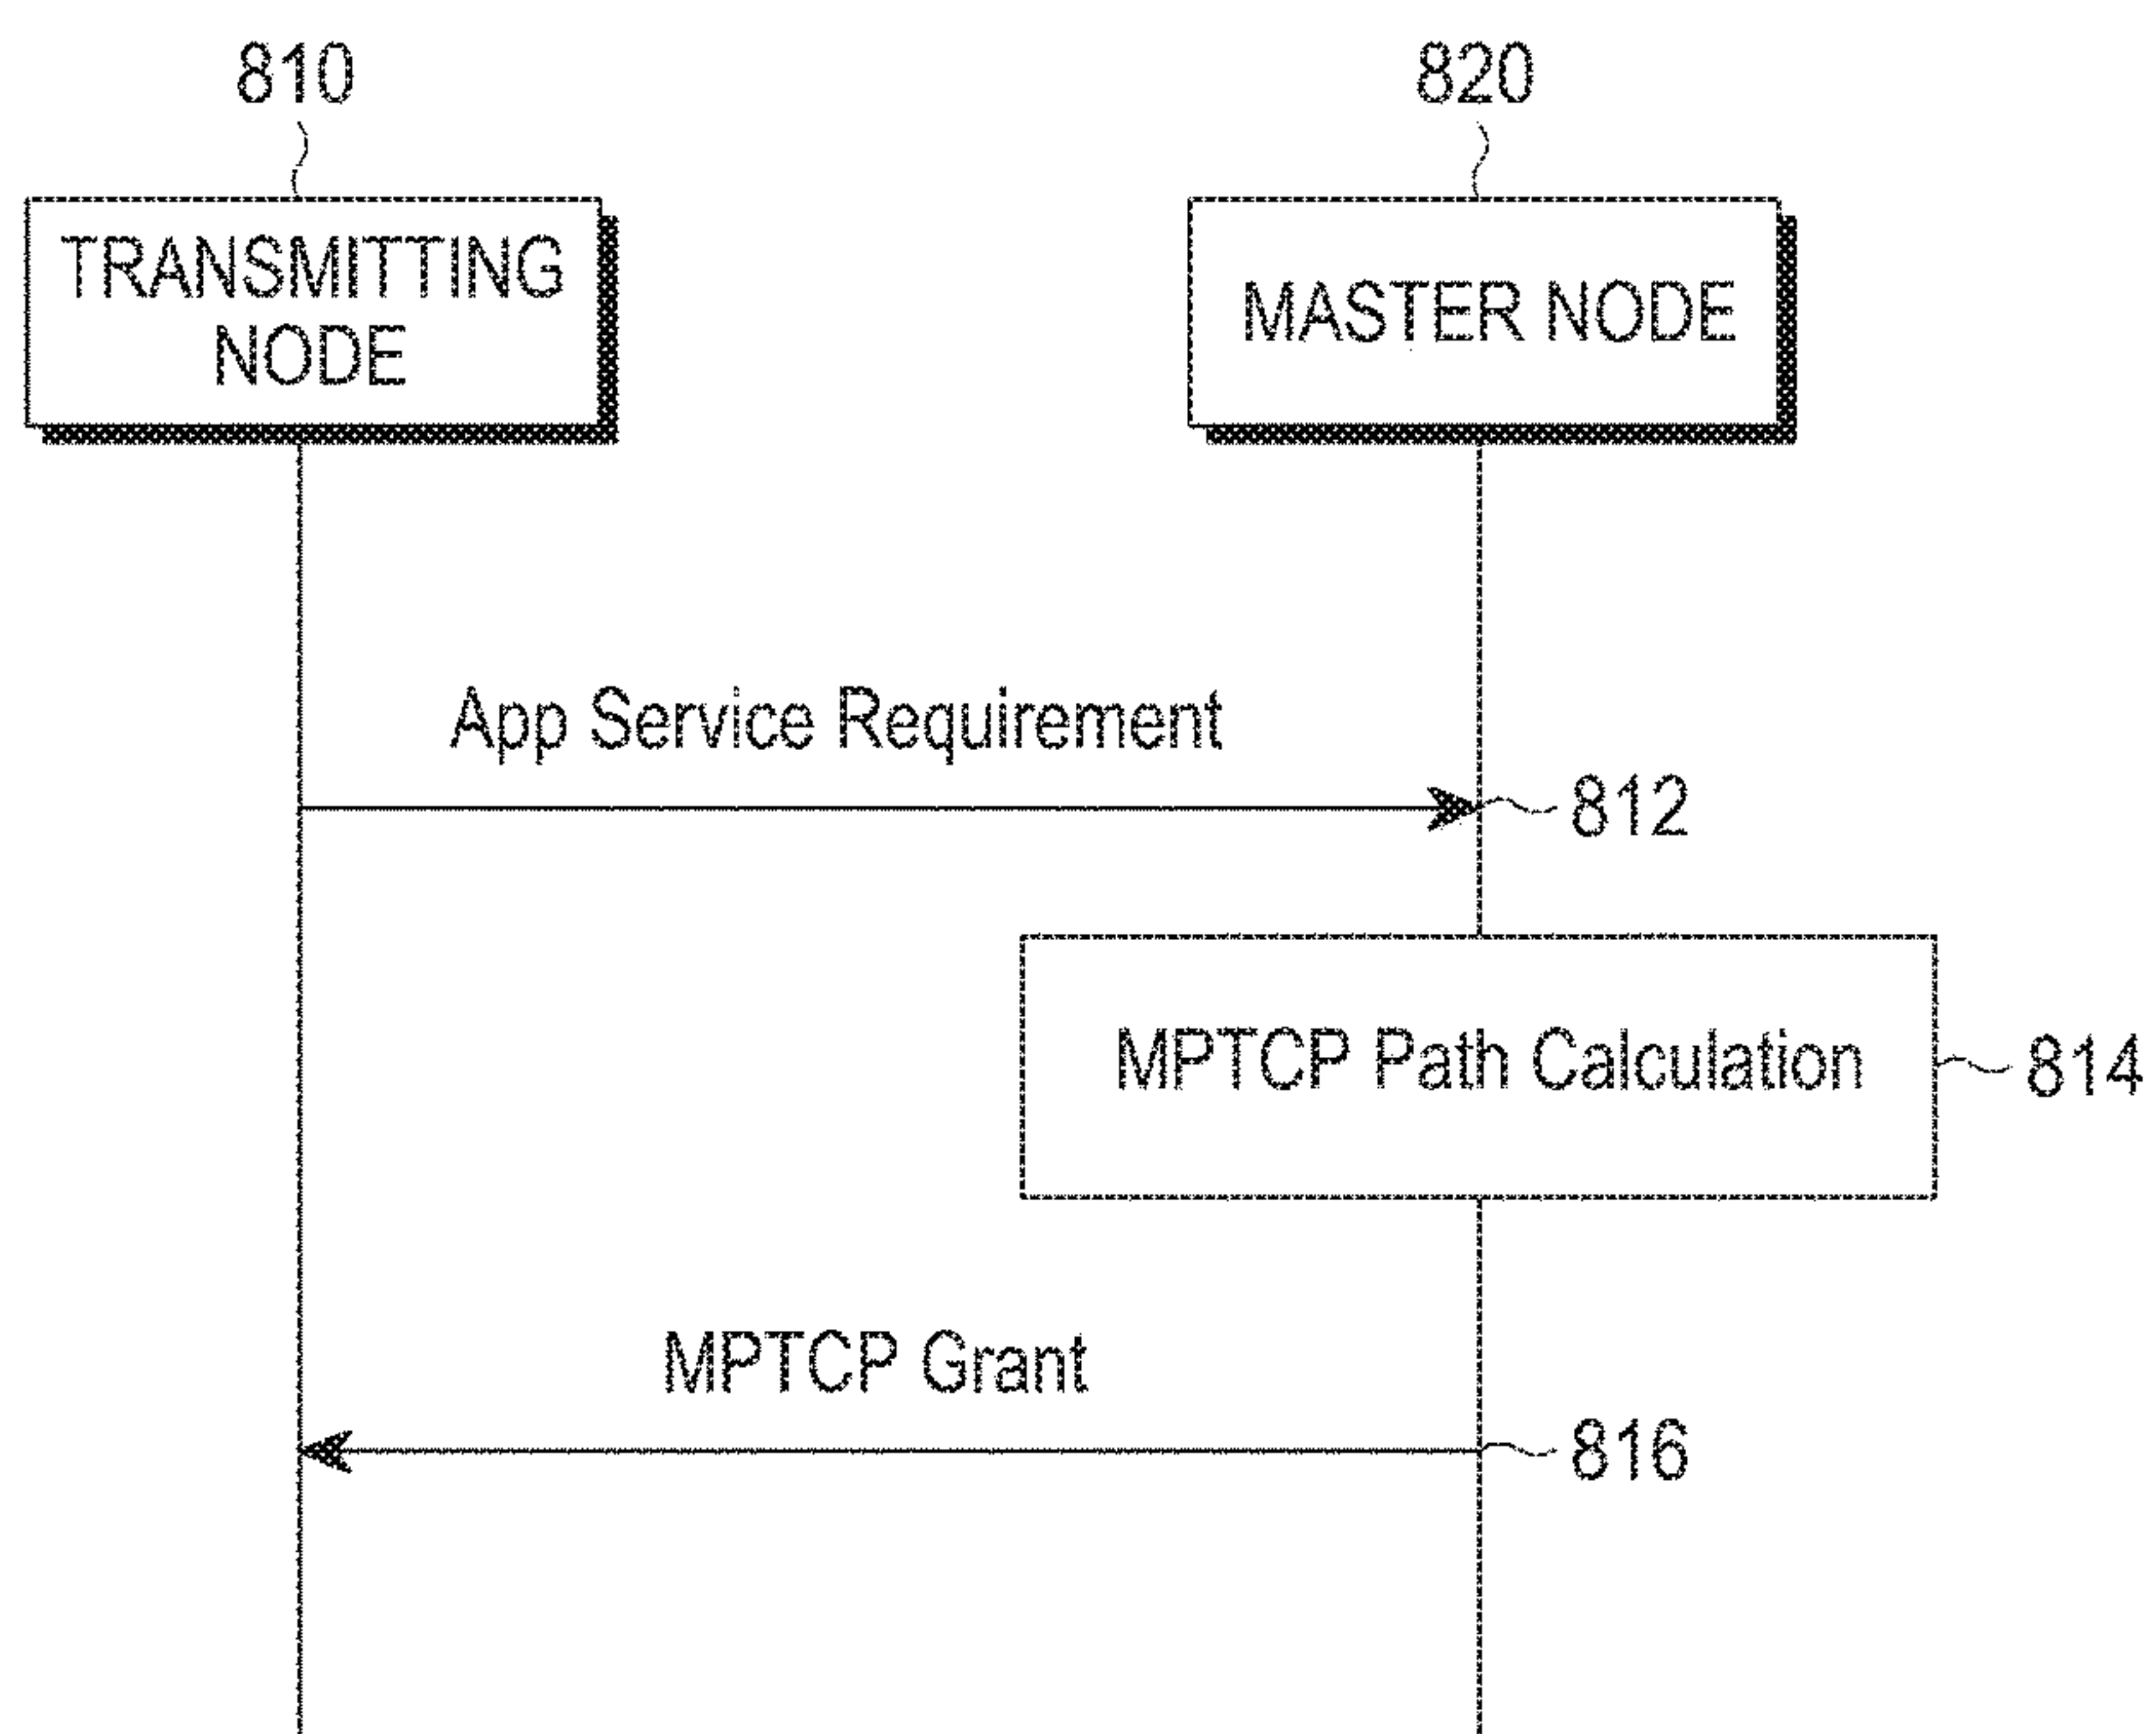 810
820
TRANSMITTING
NODE
MASTER NODE
App Service Requirement
812
MPTCP Path Calculation
814
MPTCP Grant
816